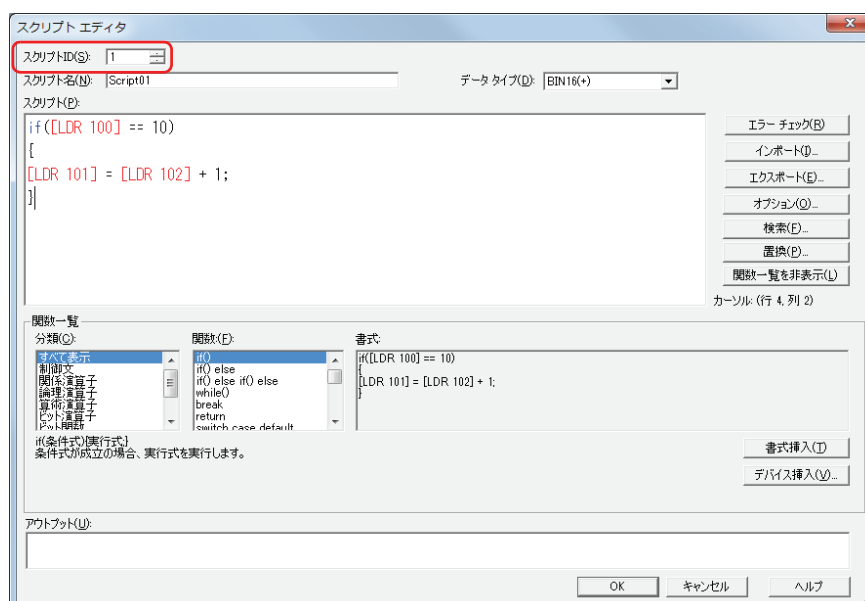 スクリプト エディタ
スクリプトID(S): 1
スクリプト名(N): Script01 データ タイプ(D): BIN16(+)
スクリプト(P):
if([LDR 100] == 10)
{
[LDR 101] = [LDR 102] + 1;
}
エラー チェック(R)
インポート(I)...
エクスポート(E)...
オプション(O)...
検索(F)...
置換(P)...
関数一覧を非表示(L)
カーソル: (行 4, 列 2)
関数一覧
分類(C): 関数(F): 書式:
すべて表示
制御文
関係演算子
論理演算子
算術演算子
ビット演算子
ビット関数
if()
if() else
if() else if() else
while()
break
return
switch case default
if([LDR 100] == 10)
{
[LDR 101] = [LDR 102] + 1;
}
if(条件式){実行式}
条件式が成立の場合、実行式を実行します。
書式挿入(T)
デバイス挿入(V)...
アウトプット(U):
OK キャンセル ヘルプ